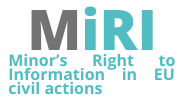 MiRI
Minor's Right to
Information in EU
civil actions